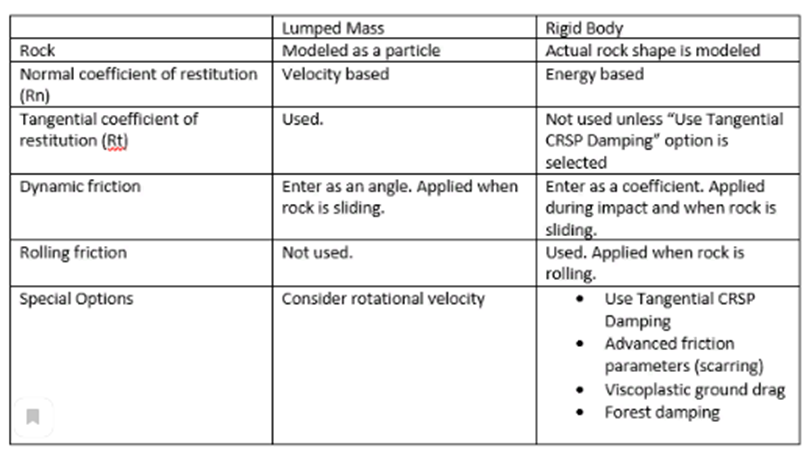 Lumped Mass Rigid Body
Rock Modeled as a particle Actual rock shape is modeled
Normal coefficient of restitution Velocity based Energy based
(Rn)
Tangential coefficient of Used. Not used unless “Use Tangential
restitution (Rt) CRSP Damping” option is
selected
Dynamic friction Enter as an angle. Applied when Enter as a coefficient. Applied
rock is sliding. during impact and when rock is
sliding.
Rolling friction Not used. Used. Applied when rock is
rolling.
Special Options Consider rotational velocity • Use Tangential CRSP
Damping
• Advanced friction
parameters (scarring)
• Viscoplastic ground drag
• Forest damping